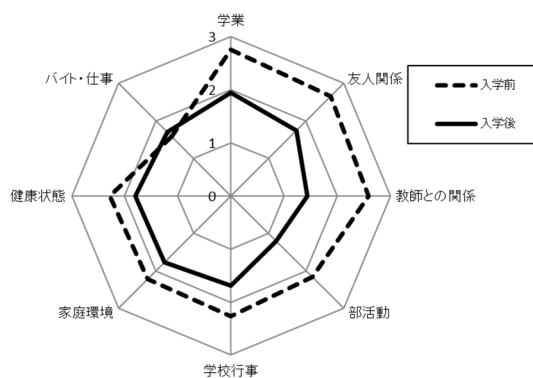 学業
3
バイト・仕事
友人関係
入学前
2
入学後
1
健康状態
0
教師との関係
家庭環境
部活動
学校行事